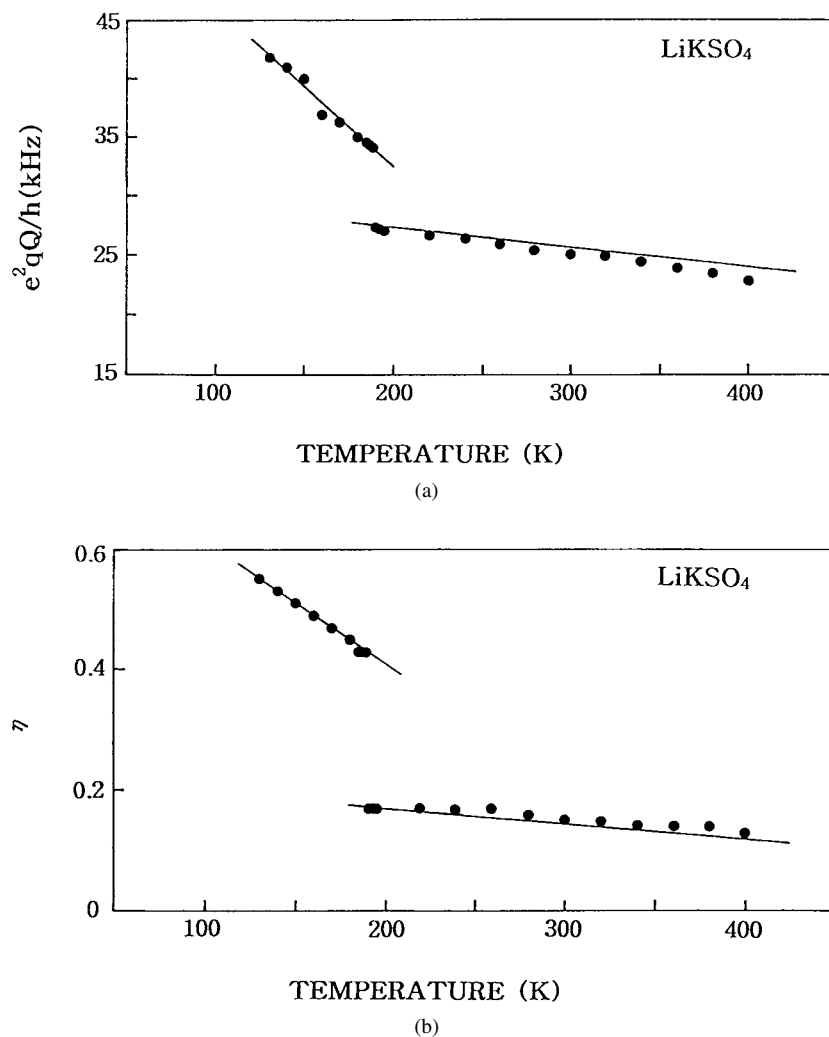 45
LiKSO₄
35
e²qQ/h(kHz)
25
15
100 200 300 400
TEMPERATURE (K)
(a)
0.6
LiKSO₄
0.4
η
0.2
0
100 200 300 400
TEMPERATURE (K)
(b)